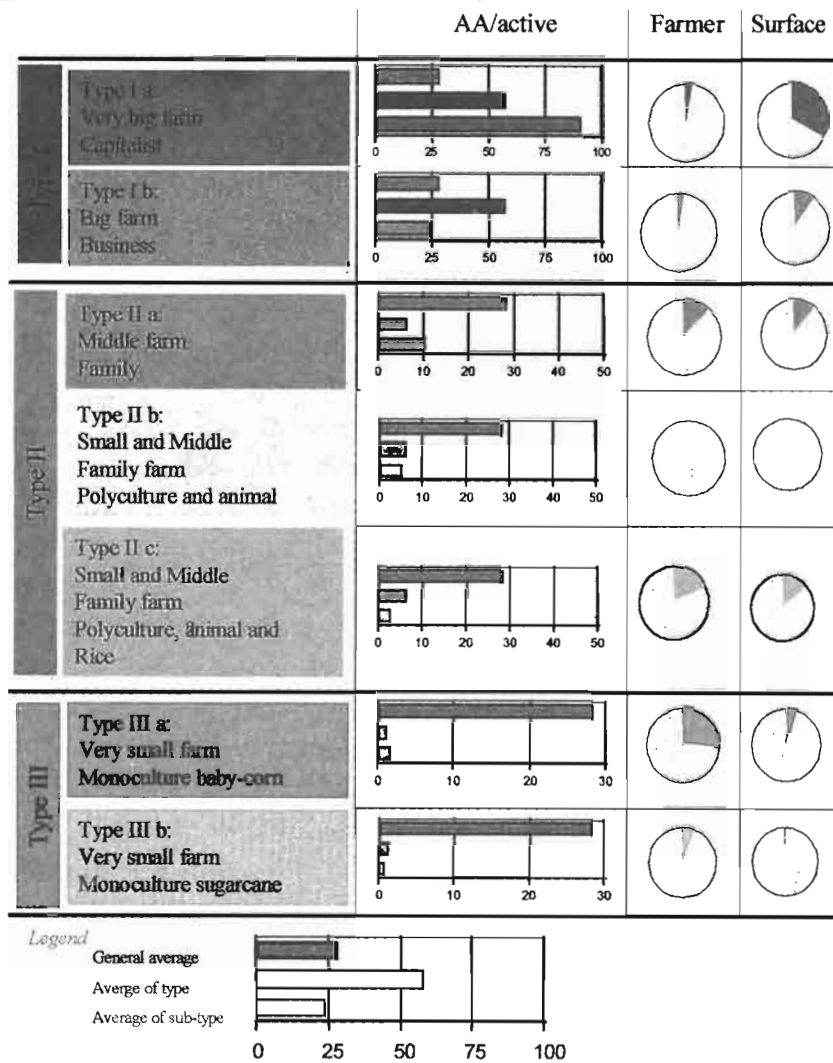 AA/active Farmer Surface
Type I a:
Very big farm
Capitalist
0 25 50 75 100
Type I b:
Big farm
Business
0 25 50 75 100
Type II
Type II a:
Middle farm
Family
0 10 20 30 40 50
Type II b:
Small and Middle
Family farm
Polyculture and animal
0 10 20 30 40 50
Type II c:
Small and Middle
Family farm
Polyculture, animal and
Rice
0 10 20 30 40 50
Type III
Type III a:
Very small farm
Monoculture baby-corn
0 10 20 30
Type III b:
Very small farm
Monoculture sugarcane
0 10 20 30
Legend
General average
Averge of type
Average of sub-type
0 25 50 75 100